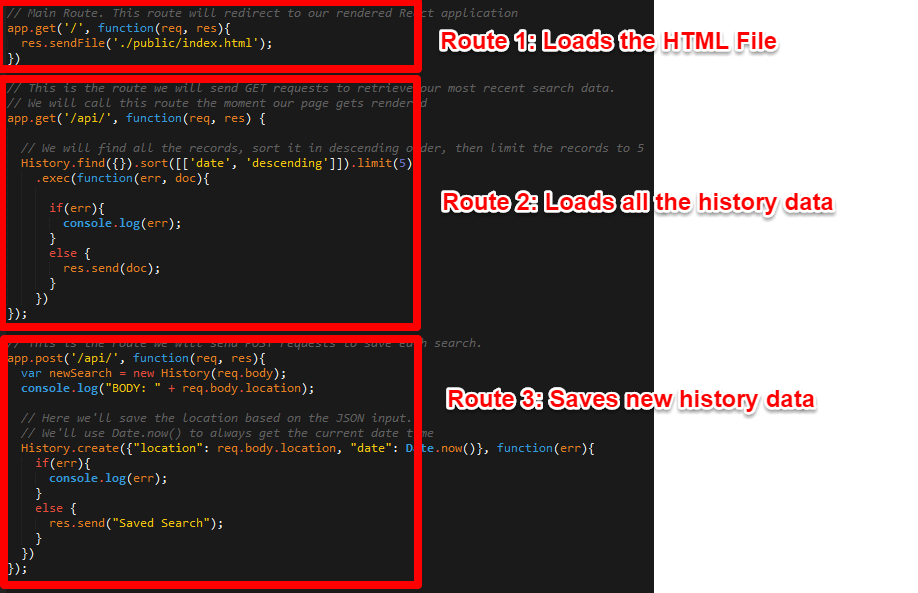 // Main Route. This route will redirect to our rendered React application
app.get('/', function(req, res){
res.sendFile('./public/index.html');
})
Route 1: Loads the HTML File
// This is the route we will send GET requests to retrieve our most recent search data.
// We will call this route the moment our page gets rendered
app.get('/api/', function(req, res) {
// We will find all the records, sort it in descending order, then limit the records to 5
History.find({}).sort([['date', 'descending']]).limit(5)
.exec(function(err, doc){
if(err){
console.log(err);
}
else {
res.send(doc);
}
})
});
Route 2: Loads all the history data
// This is the route we will send POST requests to save each search.
app.post('/api/', function(req, res){
var newSearch = new History(req.body);
console.log("BODY: " + req.body.location);
// Here we'll save the location based on the JSON input.
// We'll use Date.now() to always get the current date time
History.create({"location": req.body.location, "date": Date.now()}, function(err){
if(err){
console.log(err);
}
else {
res.send("Saved Search");
}
})
});
Route 3: Saves new history data